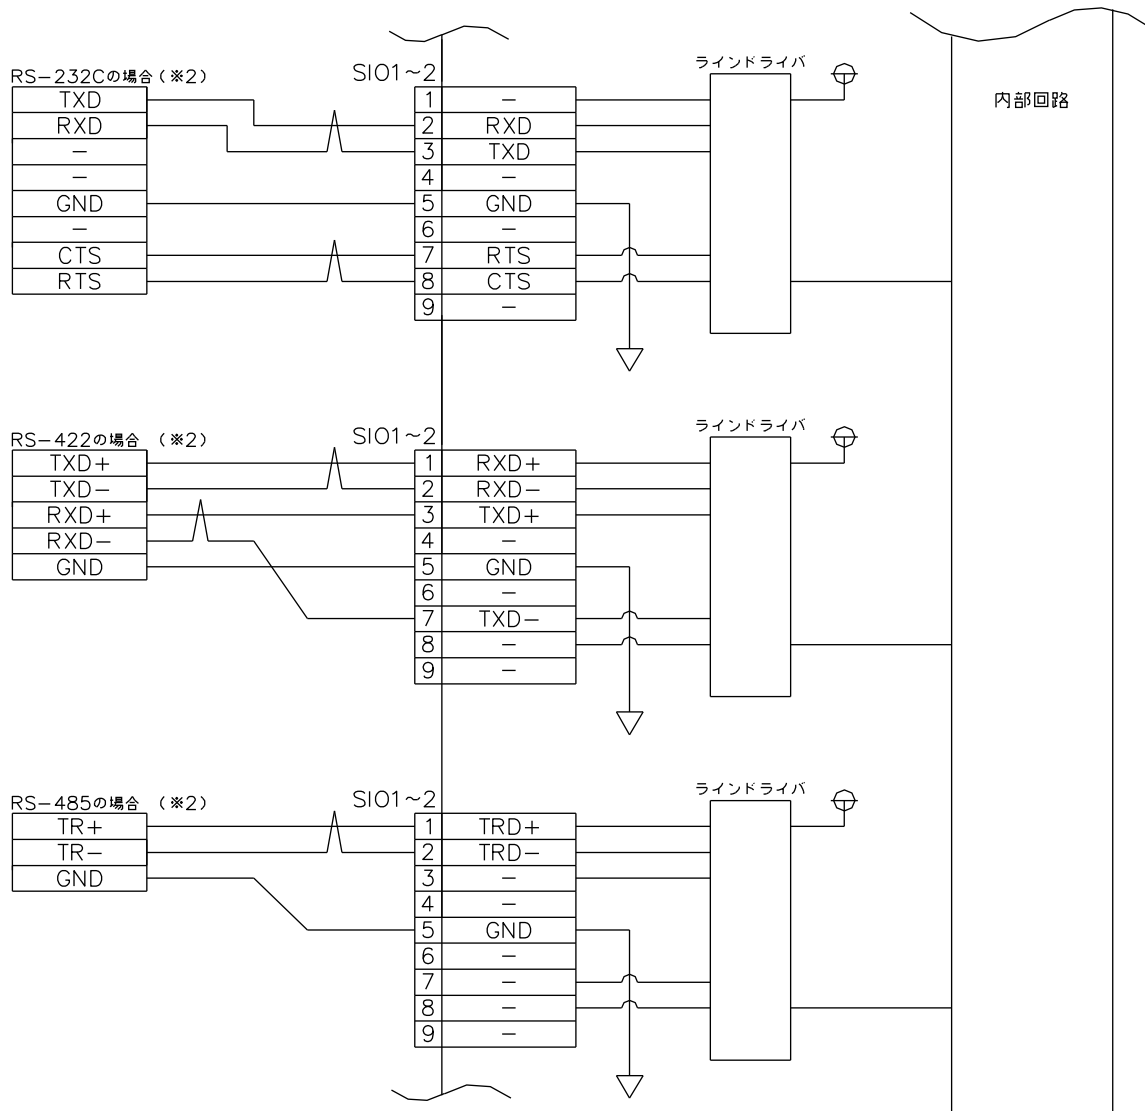 RS-232Cの場合(※2)
TXD
RXD
-
-
GND
-
CTS
RTS
SIO1~2
1 -
2 RXD
3 TXD
4 -
5 GND
6 -
7 RTS
8 CTS
9 -
ラインドライバ
内部回路
RS-422の場合 (※2)
TXD+
TXD-
RXD+
RXD-
GND
SIO1~2
1 RXD+
2 RXD-
3 TXD+
4 -
5 GND
6 -
7 TXD-
8 -
9 -
ラインドライバ
RS-485の場合 (※2)
TR+
TR-
GND
SIO1~2
1 TRD+
2 TRD-
3 -
4 -
5 GND
6 -
7 -
8 -
9 -
ラインドライバ